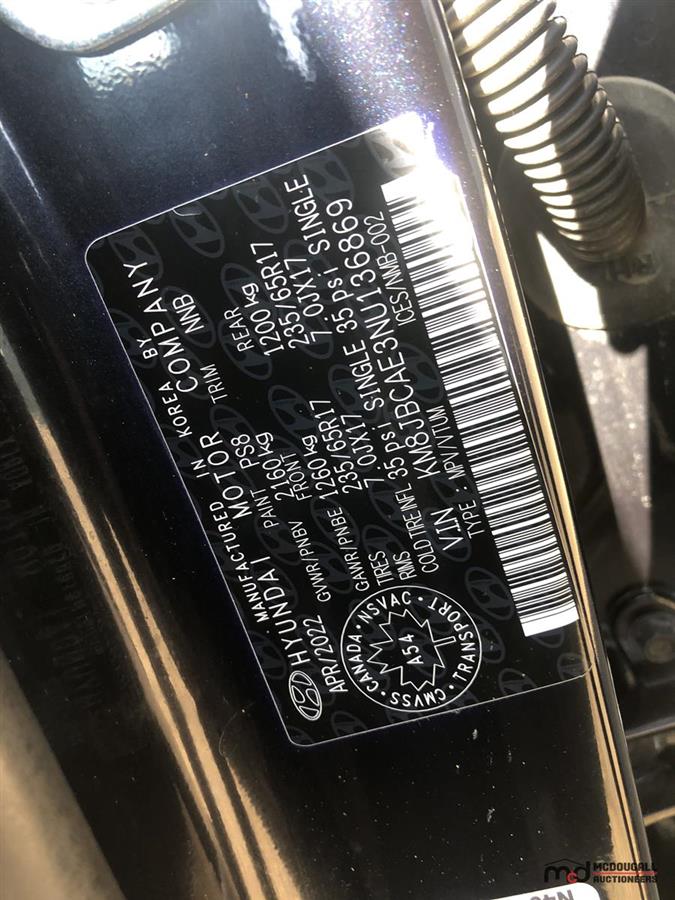 MANUFACTURED IN KOREA BY
HYUNDAI MOTOR COMPANY
APR/2022 PAINT PS8 TRIM NNB
GWR/PNBV 2160kg
FRONT REAR
GAWR/PNBE 1260kg 1200kg
TIRES 235/65R17 235/65R17
RIMS 7.0JX17 7.0JX17
COLD TIRE INFL 35 psi SINGLE 35 psi SINGLE
VIN KM8JBCAE3NU136869
TYPE : MPV/VTUM ICES/NMB-002
CANADA • NSVAC • TRANSPORT • CMVSS •
A54
MCDOUGALL
AUCTIONEERS